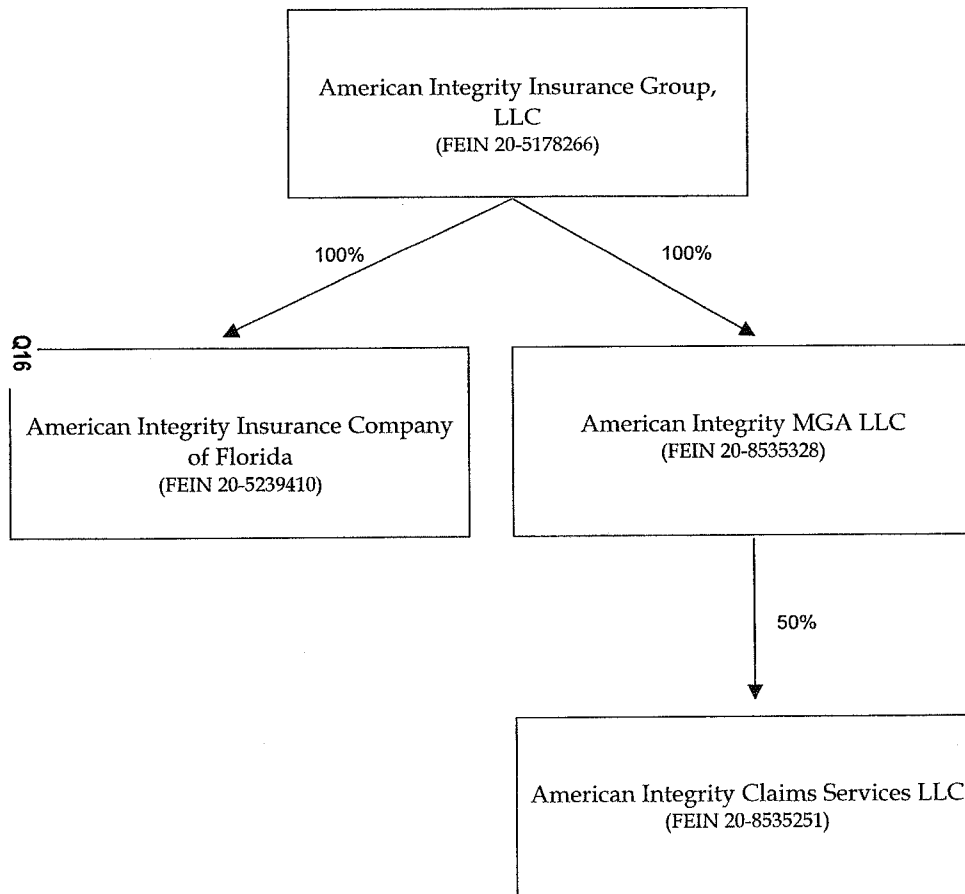 American Integrity Insurance Group,
LLC
(FEIN 20-5178266)
100%
100%
Q16
American Integrity Insurance Company
of Florida
(FEIN 20-5239410)
American Integrity MGA LLC
(FEIN 20-8535328)
50%
American Integrity Claims Services LLC
(FEIN 20-8535251)